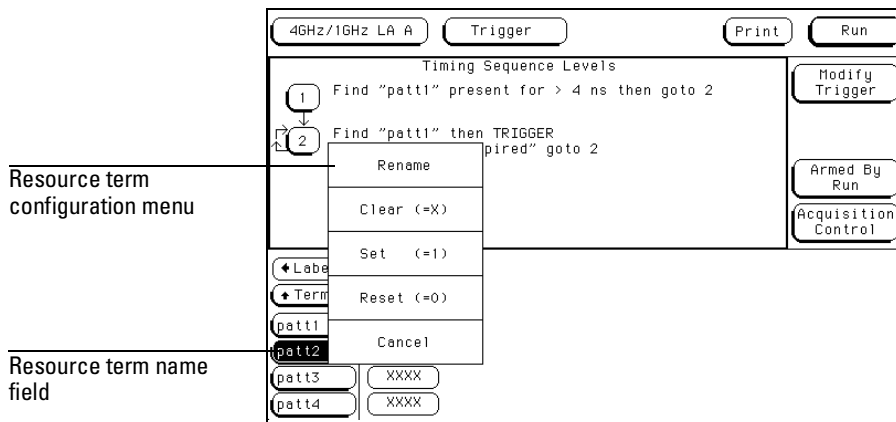 4GHz/1GHz LA A
Trigger
Print
Run
Timing Sequence Levels
1 Find "patt1" present for > 4 ns then goto 2
2 Find "patt1" then TRIGGER
pired" goto 2
Modify
Trigger
Armed By
Run
Acquisition
Control
Rename
Clear (=X)
Set (=1)
Reset (=0)
Cancel
Labe
Term
patt1
patt2
patt3 XXXX
patt4 XXXX
Resource term
configuration menu
Resource term name
field